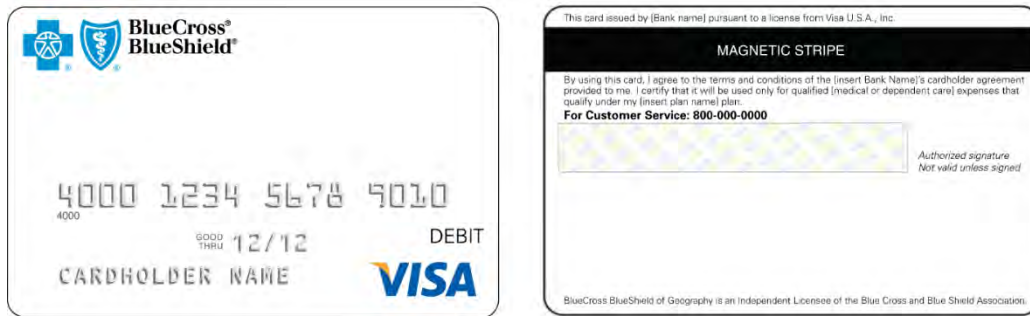 BlueCross®
BlueShield®
4000 1234 5678 9010
4000
GOOD
THRU 12/12
DEBIT
CARDHOLDER NAME
VISA
This card issued by [Bank name] pursuant to a license from Visa U.S.A., Inc.
MAGNETIC STRIPE
By using this card, I agree to the terms and conditions of the [insert Bank Name]'s cardholder agreement
provided to me. I certify that it will be used only for qualified [medical or dependent care] expenses that
qualify under my [insert plan name] plan.
For Customer Service: 800-000-0000
Authorized signature
Not valid unless signed
BlueCross BlueShield of Geography is an Independent Licensee of the Blue Cross and Blue Shield Association.